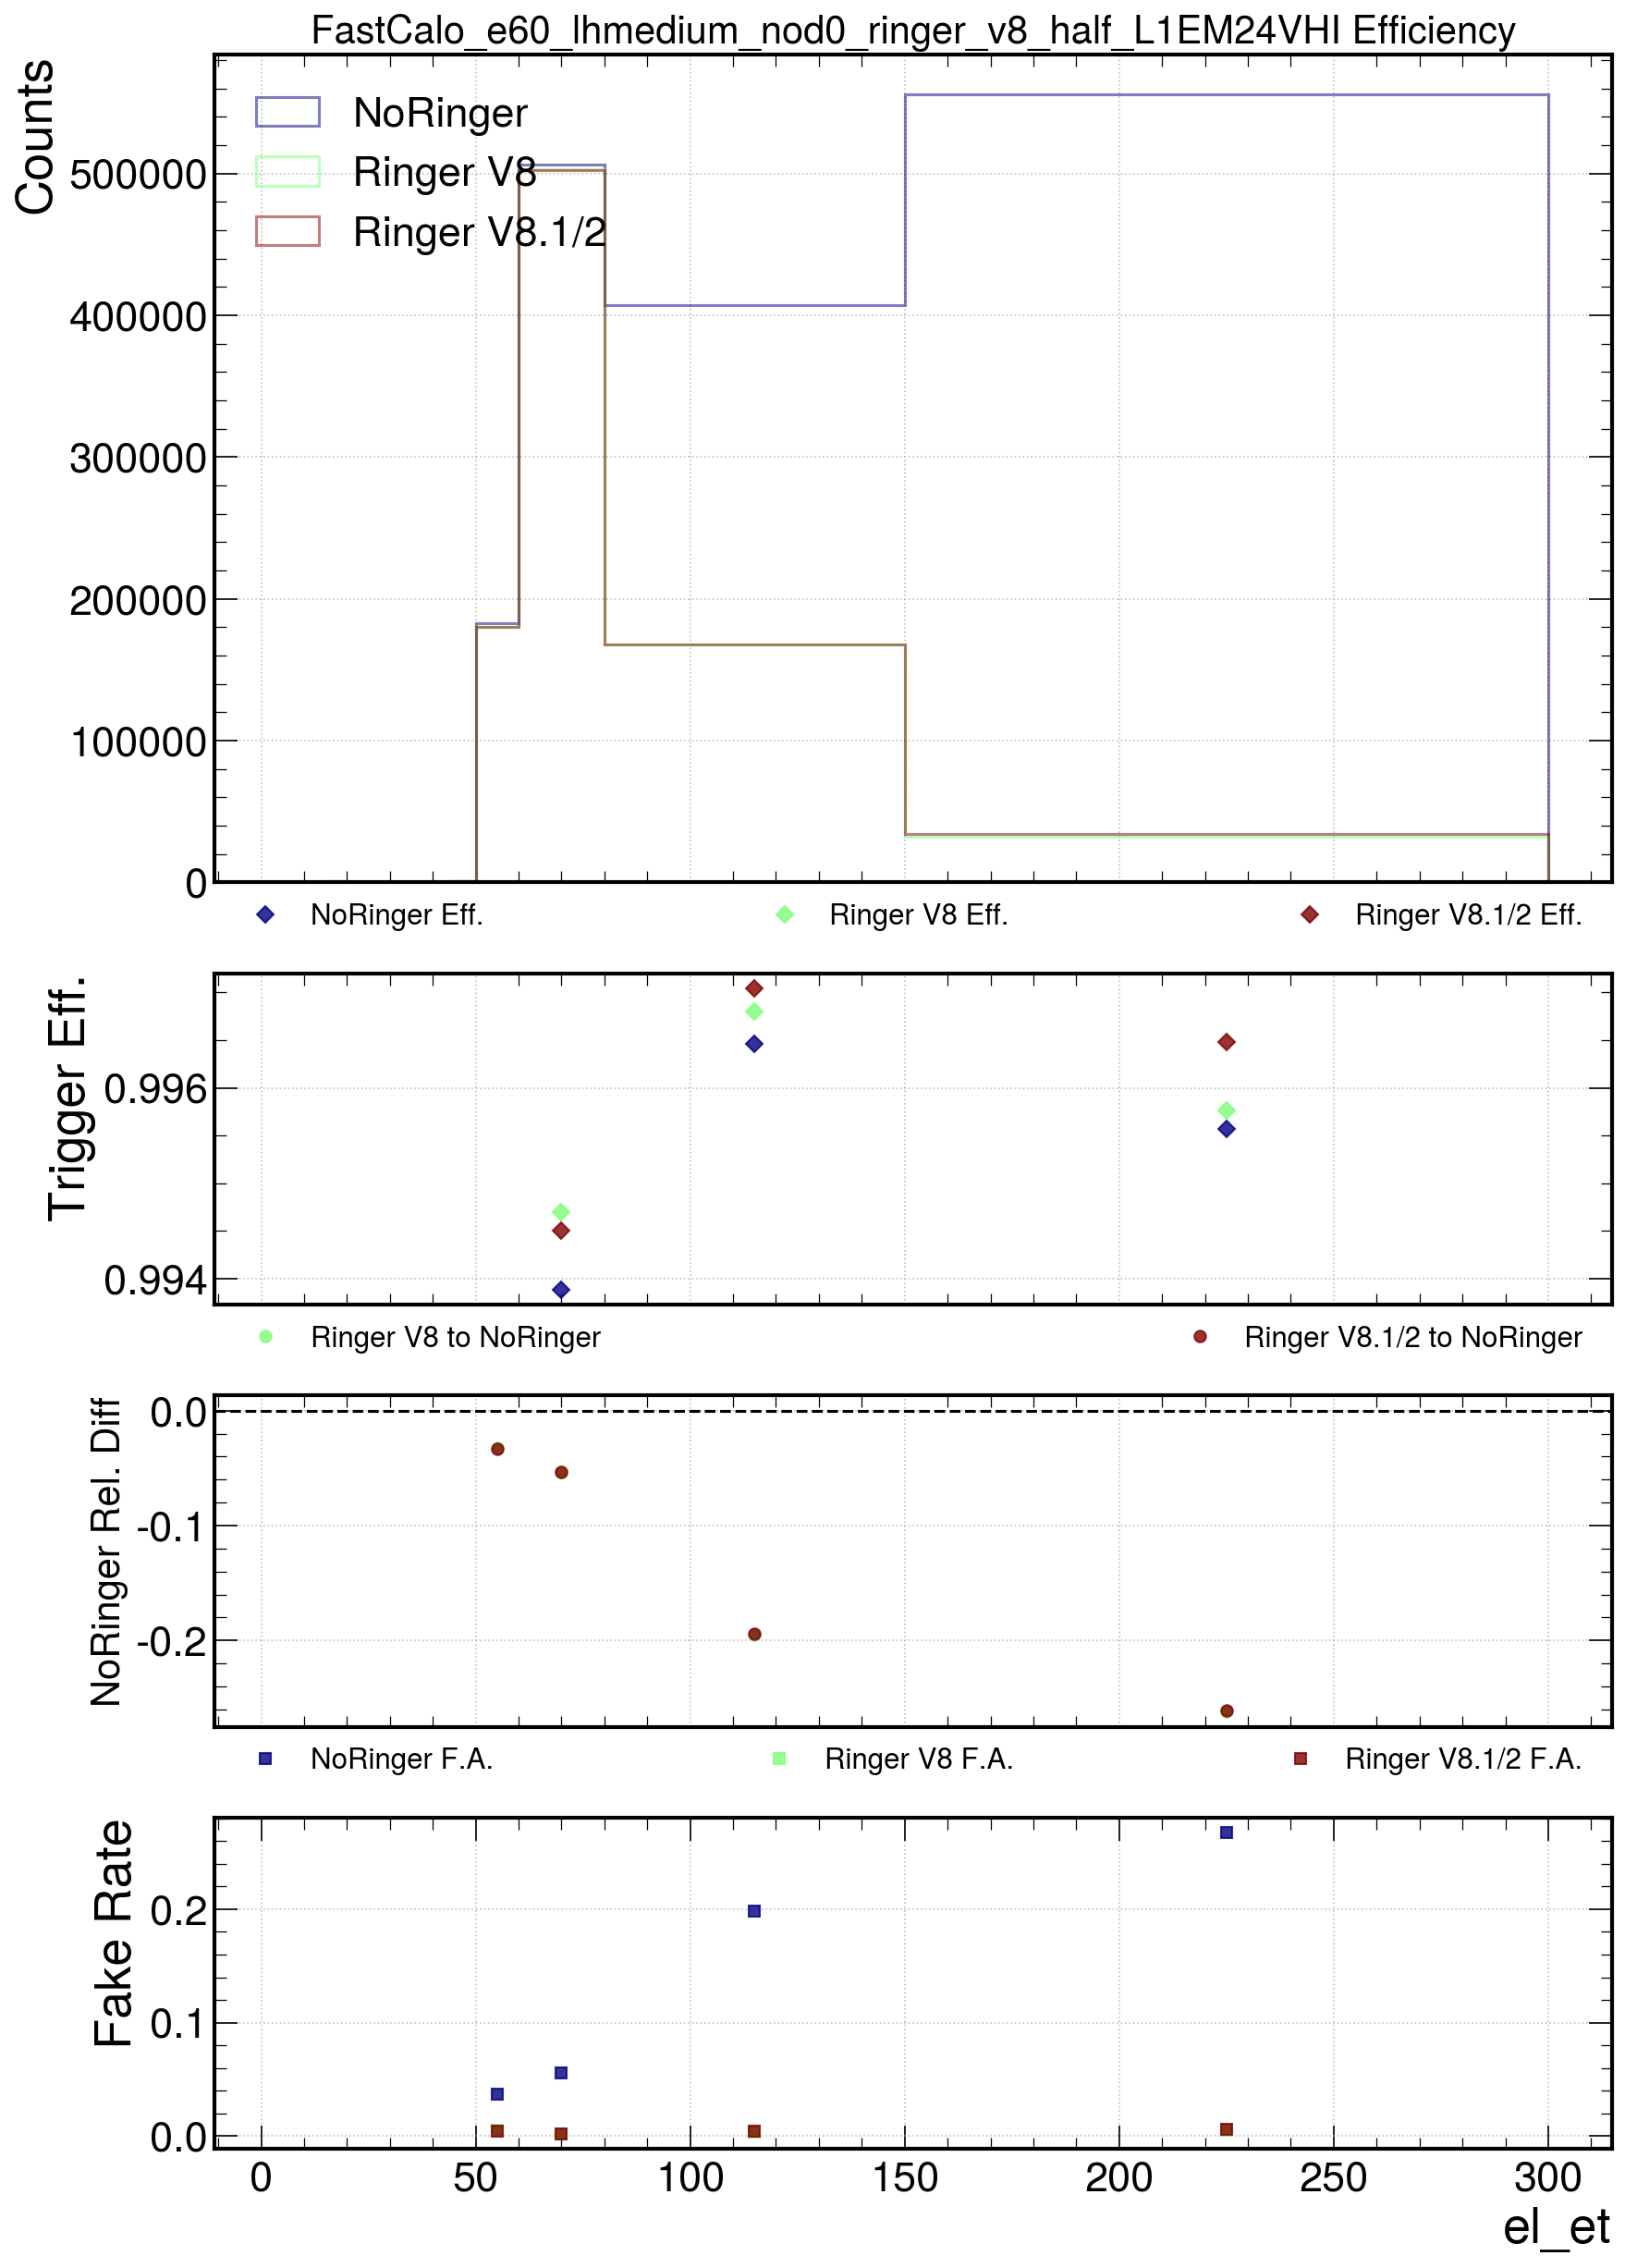 FastCalo_e60_lhmedium_nod0_ringer_v8_half_L1EM24VHI Efficiency
Counts
NoRinger
Ringer V8
Ringer V8.1/2
500000
400000
300000
200000
100000
0
NoRinger Eff.
Ringer V8 Eff.
Ringer V8.1/2 Eff.
Trigger Eff.
0.996
0.994
Ringer V8 to NoRinger
Ringer V8.1/2 to NoRinger
NoRinger Rel. Diff
0.0
-0.1
-0.2
NoRinger F.A.
Ringer V8 F.A.
Ringer V8.1/2 F.A.
Fake Rate
0.2
0.1
0.0
0 50 100 150 200 250 300
el_et